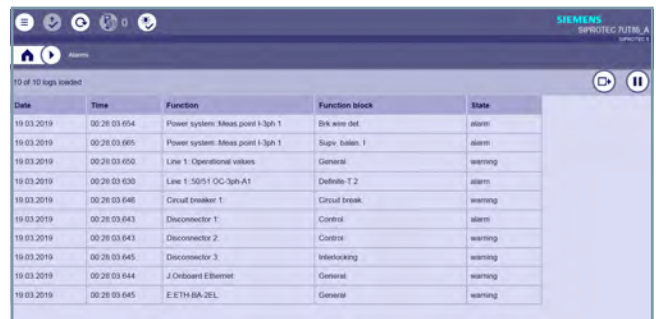 0
SIEMENS
SIPROTEC 7UT85_A
SIPROTEC 5
Alarms
10 of 10 logs loaded
Date Time Function Function block State
19.03.2019 00:28:03:654 Power system: Meas point I-3ph 1 Brk.wire det. alarm
19.03.2019 00:28:03:665 Power system: Meas point I-3ph 1 Supv. balan. I alarm
19.03.2019 00:28:03:650 Line 1: Operational values General warning
19.03.2019 00:28:03:630 Line 1: 50/51 OC-3ph-A1 Definite-T 2 alarm
19.03.2019 00:28:03:646 Circuit breaker 1: Circuit break. warning
19.03.2019 00:28:03:643 Disconnector 1: Control alarm
19.03.2019 00:28:03:643 Disconnector 2: Control warning
19.03.2019 00:28:03:645 Disconnector 3: Interlocking warning
19.03.2019 00:28:03:644 J:Onboard Ethernet: General warning
19.03.2019 00:28:03:645 E:ETH-BA-2EL: General warning